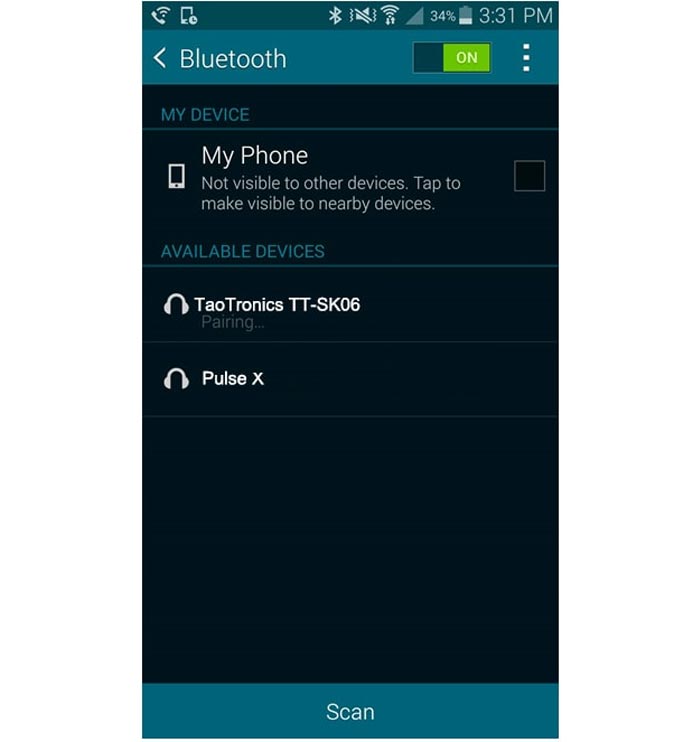 34% 3:31 PM
Bluetooth ON
MY DEVICE
My Phone
Not visible to other devices. Tap to
make visible to nearby devices.
AVAILABLE DEVICES
TaoTronics TT-SK06
Pairing...
Pulse X
Scan